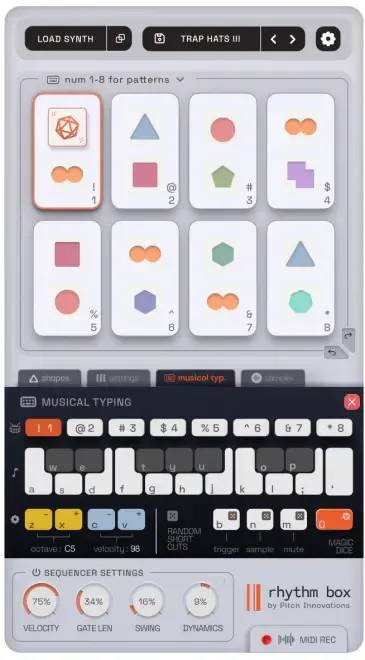 LOAD SYNTH TRAP HATS III
num 1-8 for patterns
! @ # $
1 2 3 4
% ^ & *
5 6 7 8
shapes settings musical typ. samples
MUSICAL TYPING
! 1 @ 2 # 3 $ 4 % 5 ^ 6 & 7 * 8
w e t y u o p
a s d f g h j k l ; '
z - x + c - v + b n m 0
octave: C5 velocity: 98 RANDOM SHORT CUTS trigger sample mute MAGIC DICE
SEQUENCER SETTINGS
75% 34% 16% 9%
VELOCITY GATE LEN SWING DYNAMICS
rhythm box
by Pitch Innovations
MIDI REC